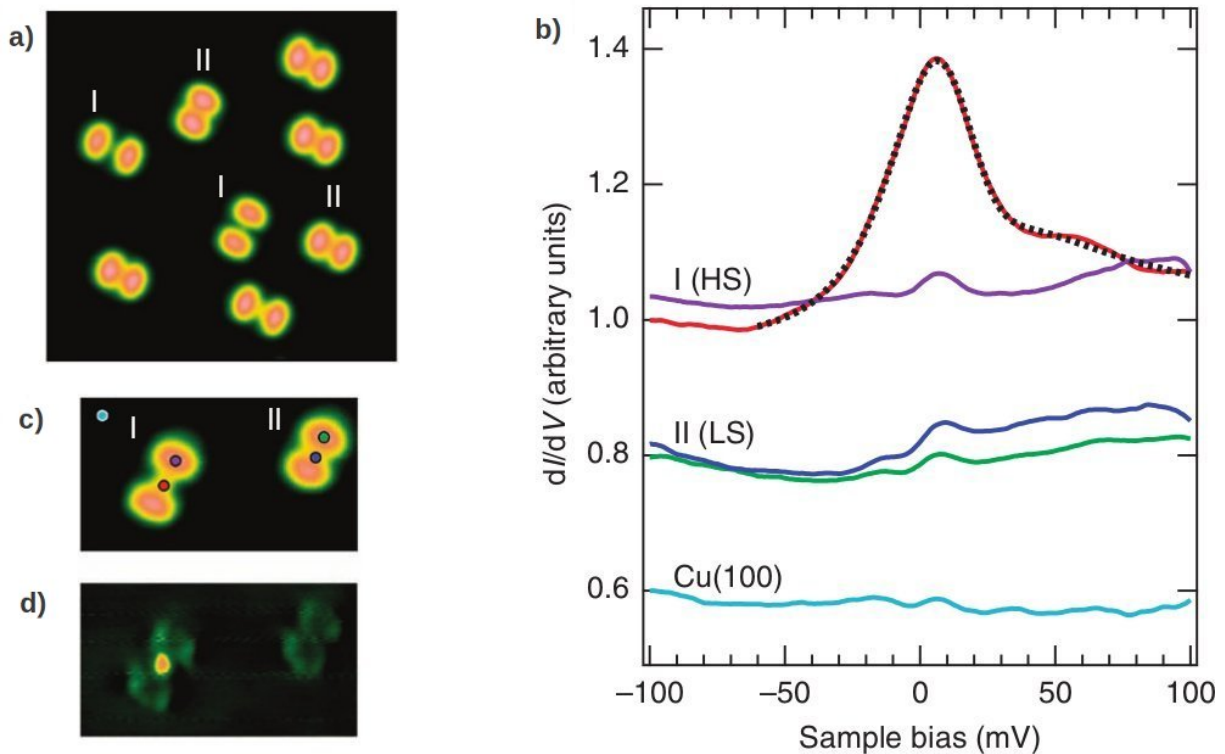 a)
II
I
I
II
c)
I
II
d)
b)
1.4
1.2
1.0
0.8
0.6
dI/dV (arbitrary units)
I (HS)
II (LS)
Cu(100)
−100
−50
0
50
100
Sample bias (mV)